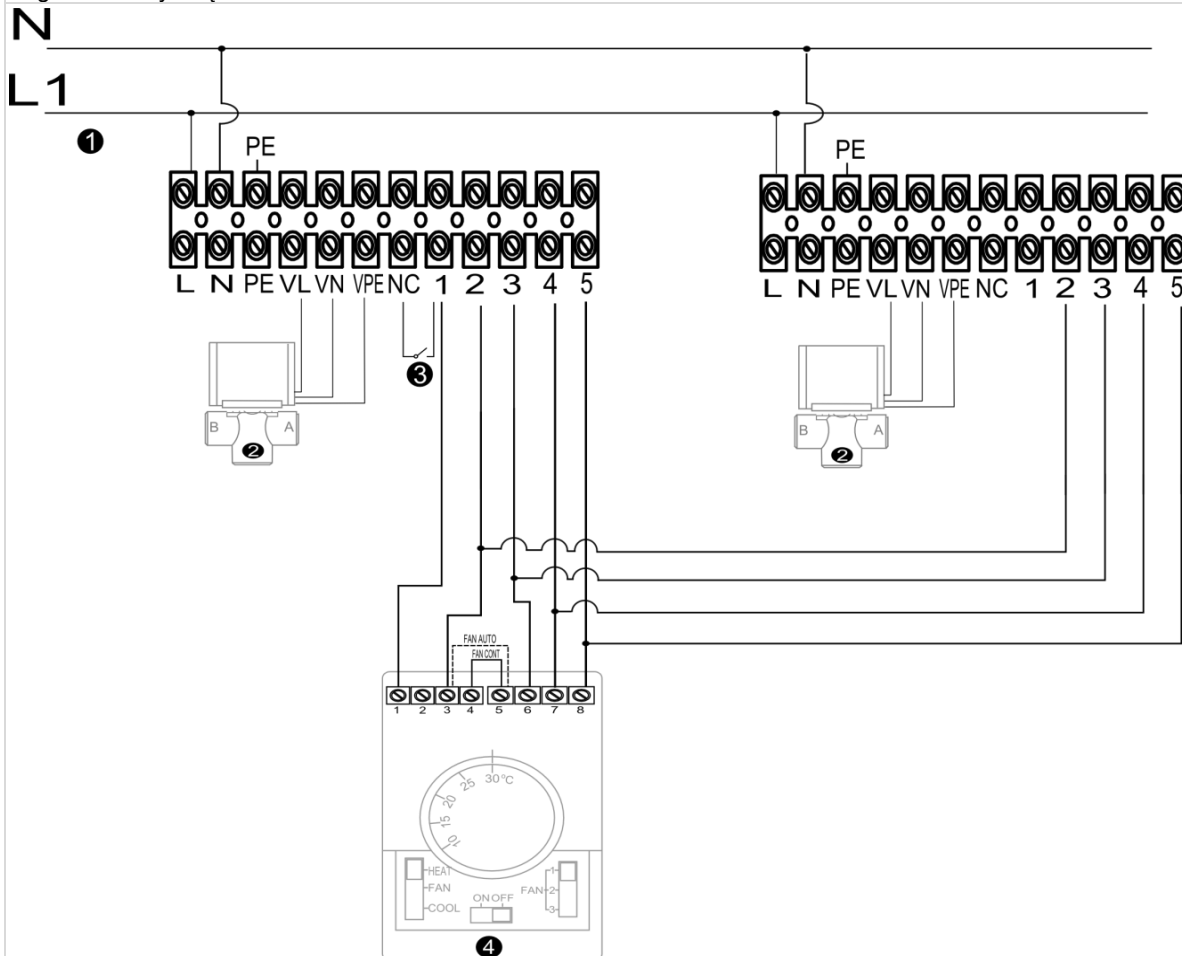 N
L1
1
PE
PE
L N PE VL VN VPE NC 1 2 3 4 5
L N PE VL VN VPE NC 1 2 3 4 5
3
B A
2
B A
2
FAN AUTO
FAN CONT
1 2 3 4 5 6 7 8
10 15 20 25 30°C
HEAT
FAN
COOL
ON OFF
FAN
1
2
3
4